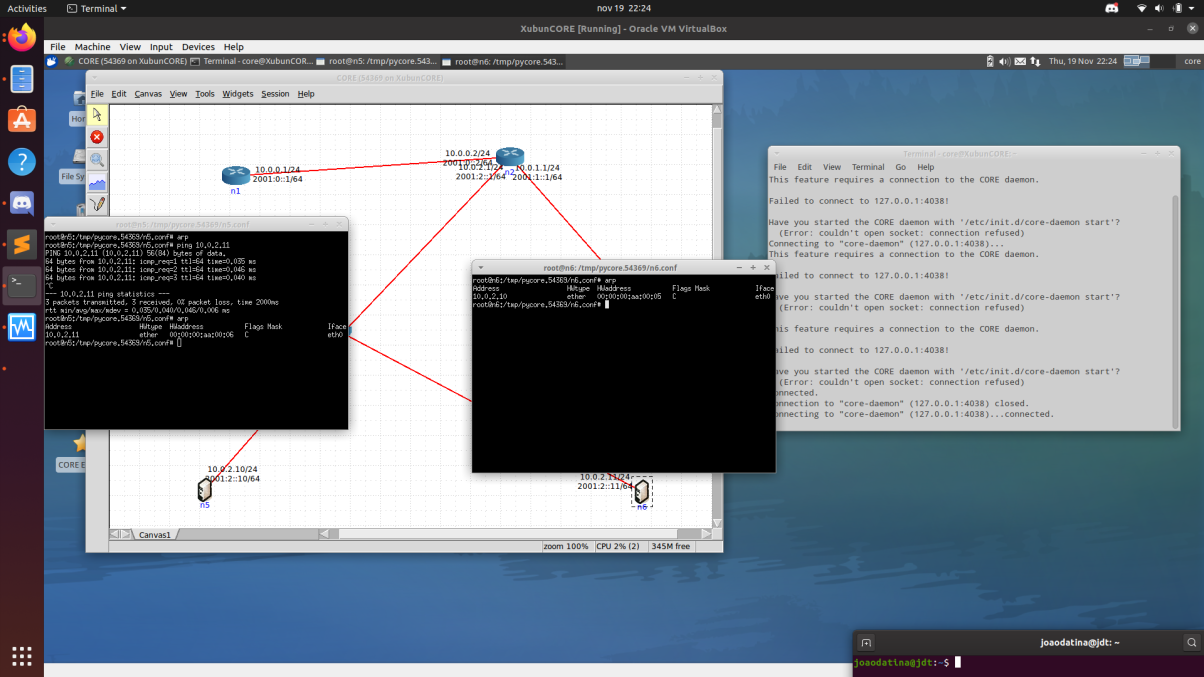 Activities
Terminal
nov 19 22:24
XubunCORE [Running] - Oracle VM VirtualBox
File Machine View Input Devices Help
CORE (54369 on XubunCORE)
Terminal - core@XubunCOR...
root@n5: /tmp/pycore.543...
root@n6: /tmp/pycore.543...
Thu, 19 Nov 22:24
core
CORE (54369 on XubunCORE)
File Edit Canvas View Tools Widgets Session Help
Hor
File Sy
CORE E
10.0.0.1/24
2001:0::1/64
n1
10.0.0.2/24
2001:0::2/64
10.0.2.1/24
2001:2::1/64
10.0.1.1/24
2001:1::1/64
n2
10.0.2.10/24
2001:2::10/64
n5
10.0.2.11/24
2001:2::11/64
n6
Canvas1
zoom 100%
CPU 2% (2)
345M free
root@n5: /tmp/pycore.54369/n5.conf
root@n5:/tmp/pycore.54369/n5.conf# arp
root@n5:/tmp/pycore.54369/n5.conf# ping 10.0.2.11
PING 10.0.2.11 (10.0.2.11) 56(84) bytes of data.
64 bytes from 10.0.2.11: icmp_req=1 ttl=64 time=0.035 ms
64 bytes from 10.0.2.11: icmp_req=2 ttl=64 time=0.046 ms
64 bytes from 10.0.2.11: icmp_req=3 ttl=64 time=0.040 ms
^C
--- 10.0.2.11 ping statistics ---
3 packets transmitted, 3 received, 0% packet loss, time 2000ms
rtt min/avg/max/mdev = 0.035/0.040/0.046/0.006 ms
root@n5:/tmp/pycore.54369/n5.conf# arp
Address HWtype HWaddress Flags Mask Iface
10.0.2.11 ether 00:00:00:aa:00:06 C eth0
root@n5:/tmp/pycore.54369/n5.conf#
root@n6: /tmp/pycore.54369/n6.conf
root@n6:/tmp/pycore.54369/n6.conf# arp
Address HWtype HWaddress Flags Mask Iface
10.0.2.10 ether 00:00:00:aa:00:05 C eth0
root@n6:/tmp/pycore.54369/n6.conf#
Terminal - core@XubunCORE: ~
File Edit View Terminal Go Help
This feature requires a connection to the CORE daemon.
Failed to connect to 127.0.0.1:4038!
Have you started the CORE daemon with '/etc/init.d/core-daemon start'?
(Error: couldn't open socket: connection refused)
Connecting to "core-daemon" (127.0.0.1:4038)...
This feature requires a connection to the CORE daemon.
ailed to connect to 127.0.0.1:4038!
ave you started the CORE daemon with '/etc/init.d/core-daemon start'?
(Error: couldn't open socket: connection refused)
his feature requires a connection to the CORE daemon.
ailed to connect to 127.0.0.1:4038!
ave you started the CORE daemon with '/etc/init.d/core-daemon start'?
(Error: couldn't open socket: connection refused)
onnected.
onnection to "core-daemon" (127.0.0.1:4038) closed.
onnecting to "core-daemon" (127.0.0.1:4038)...connected.
joaodatina@jdt: ~
joaodatina@jdt:~$